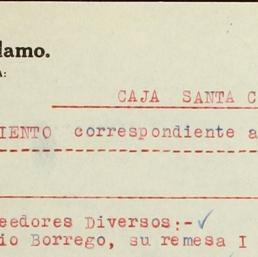 lamo.
A:
CAJA SANTA C
IENTO correspondiente a
eedores Diversos:-
io Borrego, su remesa I